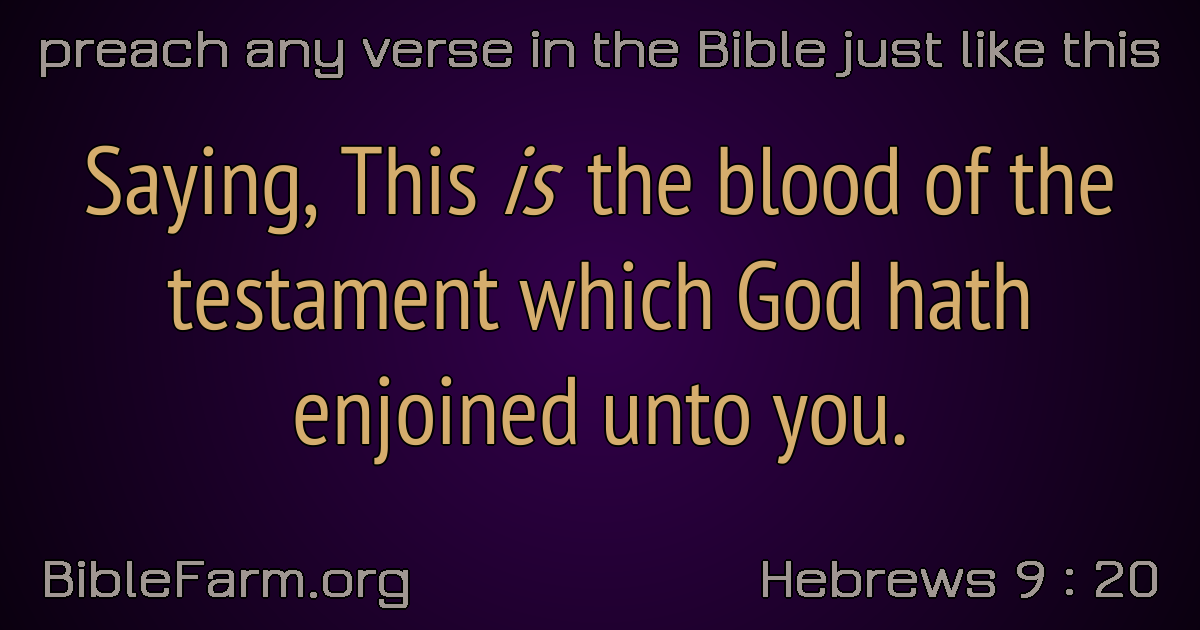 preach any verse in the Bible just like this
Saying, This is the blood of the
testament which God hath
enjoined unto you.
BibleFarm.org
Hebrews 9 : 20